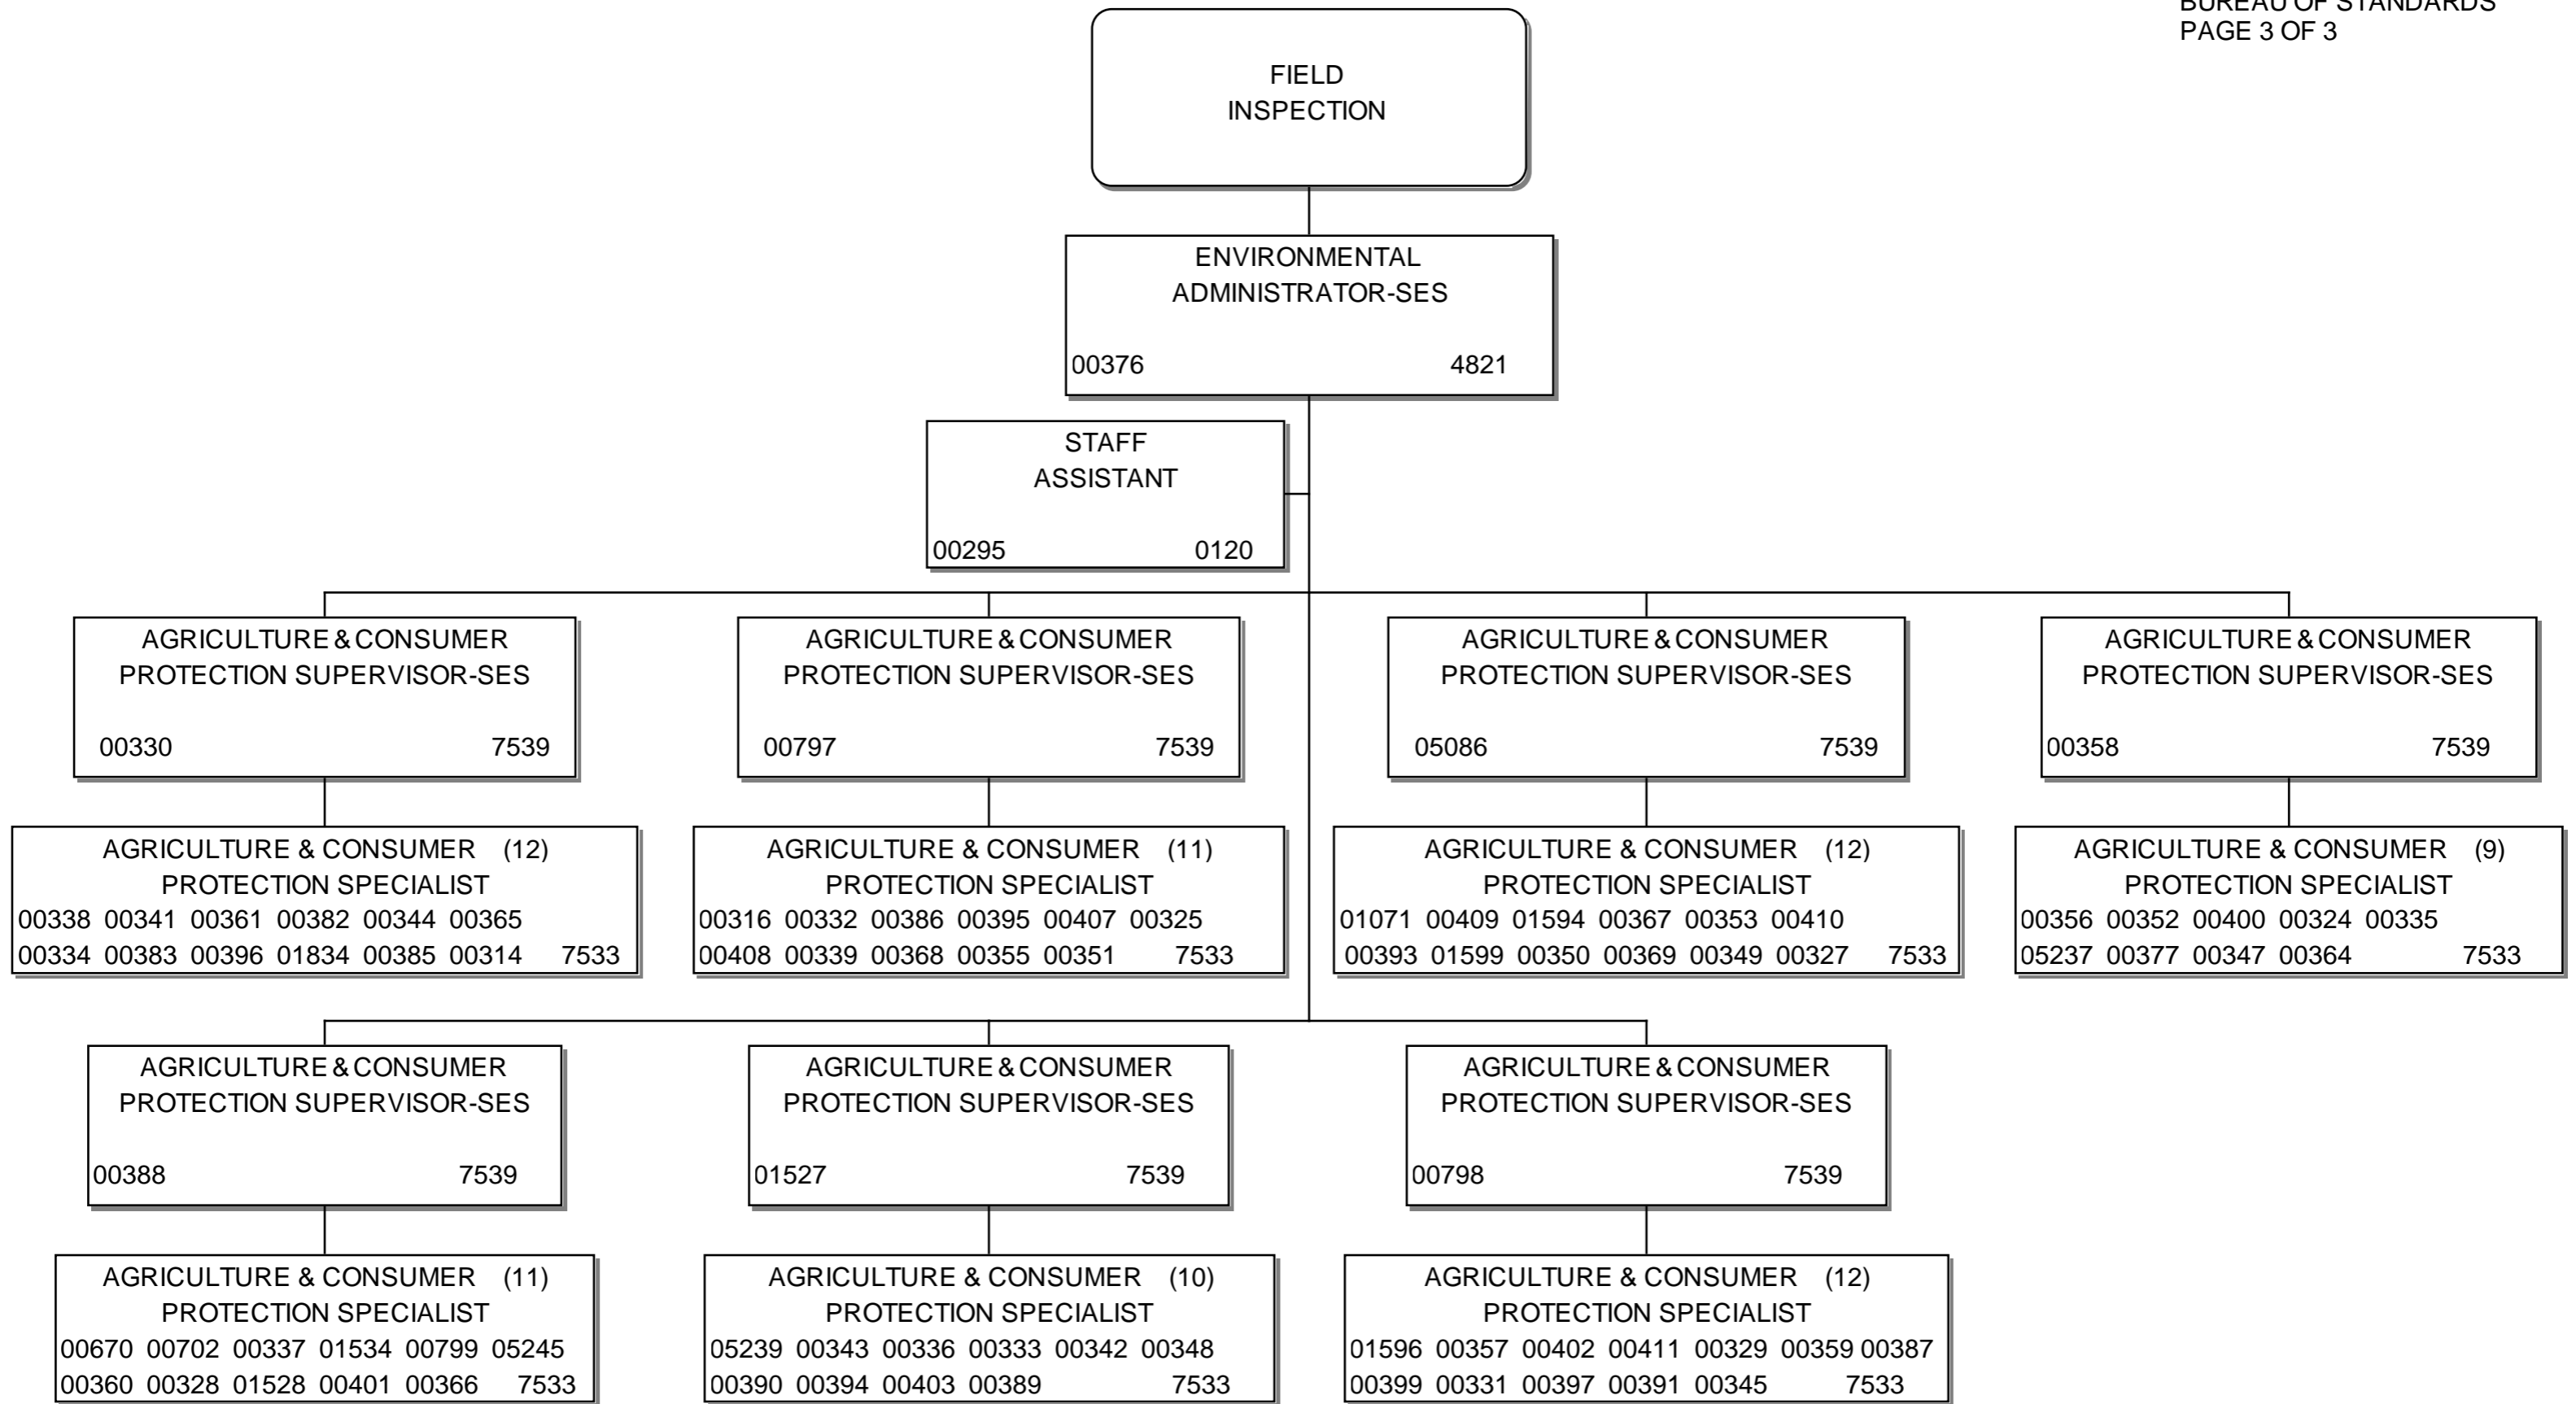 BUREAU OF STANDARDS
PAGE 3 OF 3
FIELD
INSPECTION
ENVIRONMENTAL
ADMINISTRATOR-SES
00376 4821
STAFF
ASSISTANT
00295 0120
AGRICULTURE & CONSUMER
PROTECTION SUPERVISOR-SES
00330 7539
AGRICULTURE & CONSUMER
PROTECTION SUPERVISOR-SES
00797 7539
AGRICULTURE & CONSUMER
PROTECTION SUPERVISOR-SES
05086 7539
AGRICULTURE & CONSUMER
PROTECTION SUPERVISOR-SES
00358 7539
AGRICULTURE & CONSUMER (12)
PROTECTION SPECIALIST
00338 00341 00361 00382 00344 00365
00334 00383 00396 01834 00385 00314 7533
AGRICULTURE & CONSUMER (11)
PROTECTION SPECIALIST
00316 00332 00386 00395 00407 00325
00408 00339 00368 00355 00351 7533
AGRICULTURE & CONSUMER (12)
PROTECTION SPECIALIST
01071 00409 01594 00367 00353 00410
00393 01599 00350 00369 00349 00327 7533
AGRICULTURE & CONSUMER (9)
PROTECTION SPECIALIST
00356 00352 00400 00324 00335
05237 00377 00347 00364 7533
AGRICULTURE & CONSUMER
PROTECTION SUPERVISOR-SES
00388 7539
AGRICULTURE & CONSUMER
PROTECTION SUPERVISOR-SES
01527 7539
AGRICULTURE & CONSUMER
PROTECTION SUPERVISOR-SES
00798 7539
AGRICULTURE & CONSUMER (11)
PROTECTION SPECIALIST
00670 00702 00337 01534 00799 05245
00360 00328 01528 00401 00366 7533
AGRICULTURE & CONSUMER (10)
PROTECTION SPECIALIST
05239 00343 00336 00333 00342 00348
00390 00394 00403 00389 7533
AGRICULTURE & CONSUMER (12)
PROTECTION SPECIALIST
01596 00357 00402 00411 00329 00359 00387
00399 00331 00397 00391 00345 7533